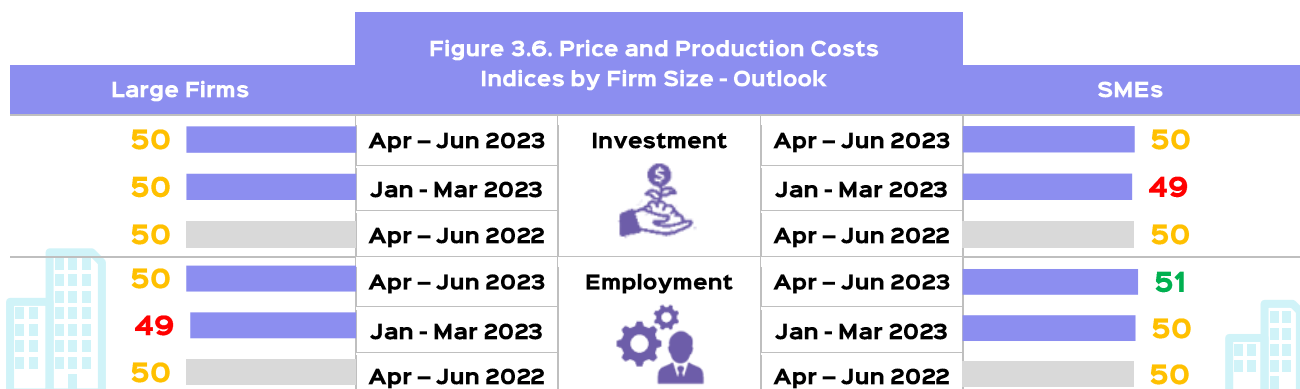 Figure 3.6. Price and Production Costs
Indices by Firm Size - Outlook
Large Firms
SMEs
50 Apr – Jun 2023 Investment Apr – Jun 2023 50
50 Jan - Mar 2023 $ Jan - Mar 2023 49
50 Apr – Jun 2022 Apr – Jun 2022 50
50 Apr – Jun 2023 Employment Apr – Jun 2023 51
49 Jan - Mar 2023 Jan - Mar 2023 50
50 Apr – Jun 2022 Apr – Jun 2022 50